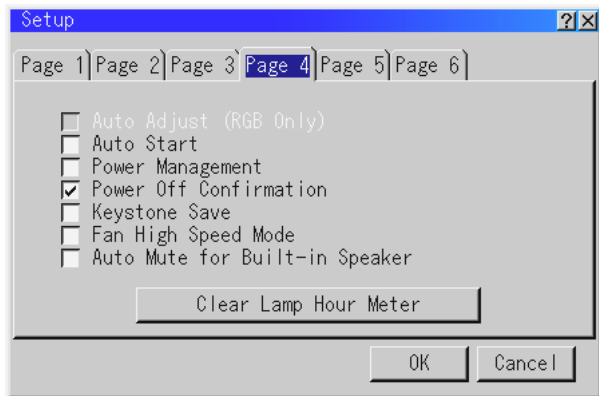 Setup
Page 1 Page 2 Page 3 Page 4 Page 5 Page 6
Auto Adjust (RGB Only)
Auto Start
Power Management
Power Off Confirmation
Keystone Save
Fan High Speed Mode
Auto Mute for Built-in Speaker
Clear Lamp Hour Meter
OK Cancel